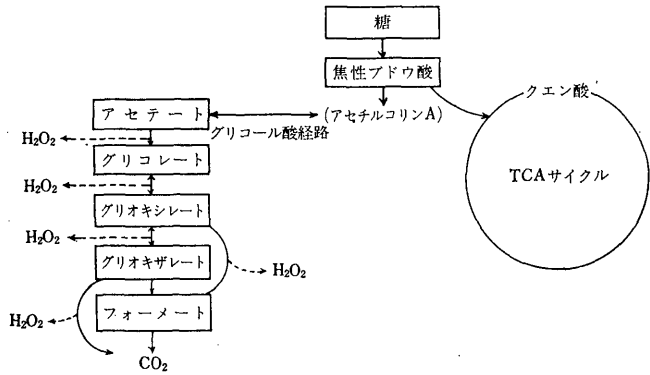 糖
焦性ブドウ酸
(アセチルコリンA)
クエン酸
TCAサイクル
アセテート
グリコール酸経路
H₂O₂
グリコレート
H₂O₂
グリオキシレート
H₂O₂
グリオキザレート
H₂O₂
フォーメート
H₂O₂
CO₂